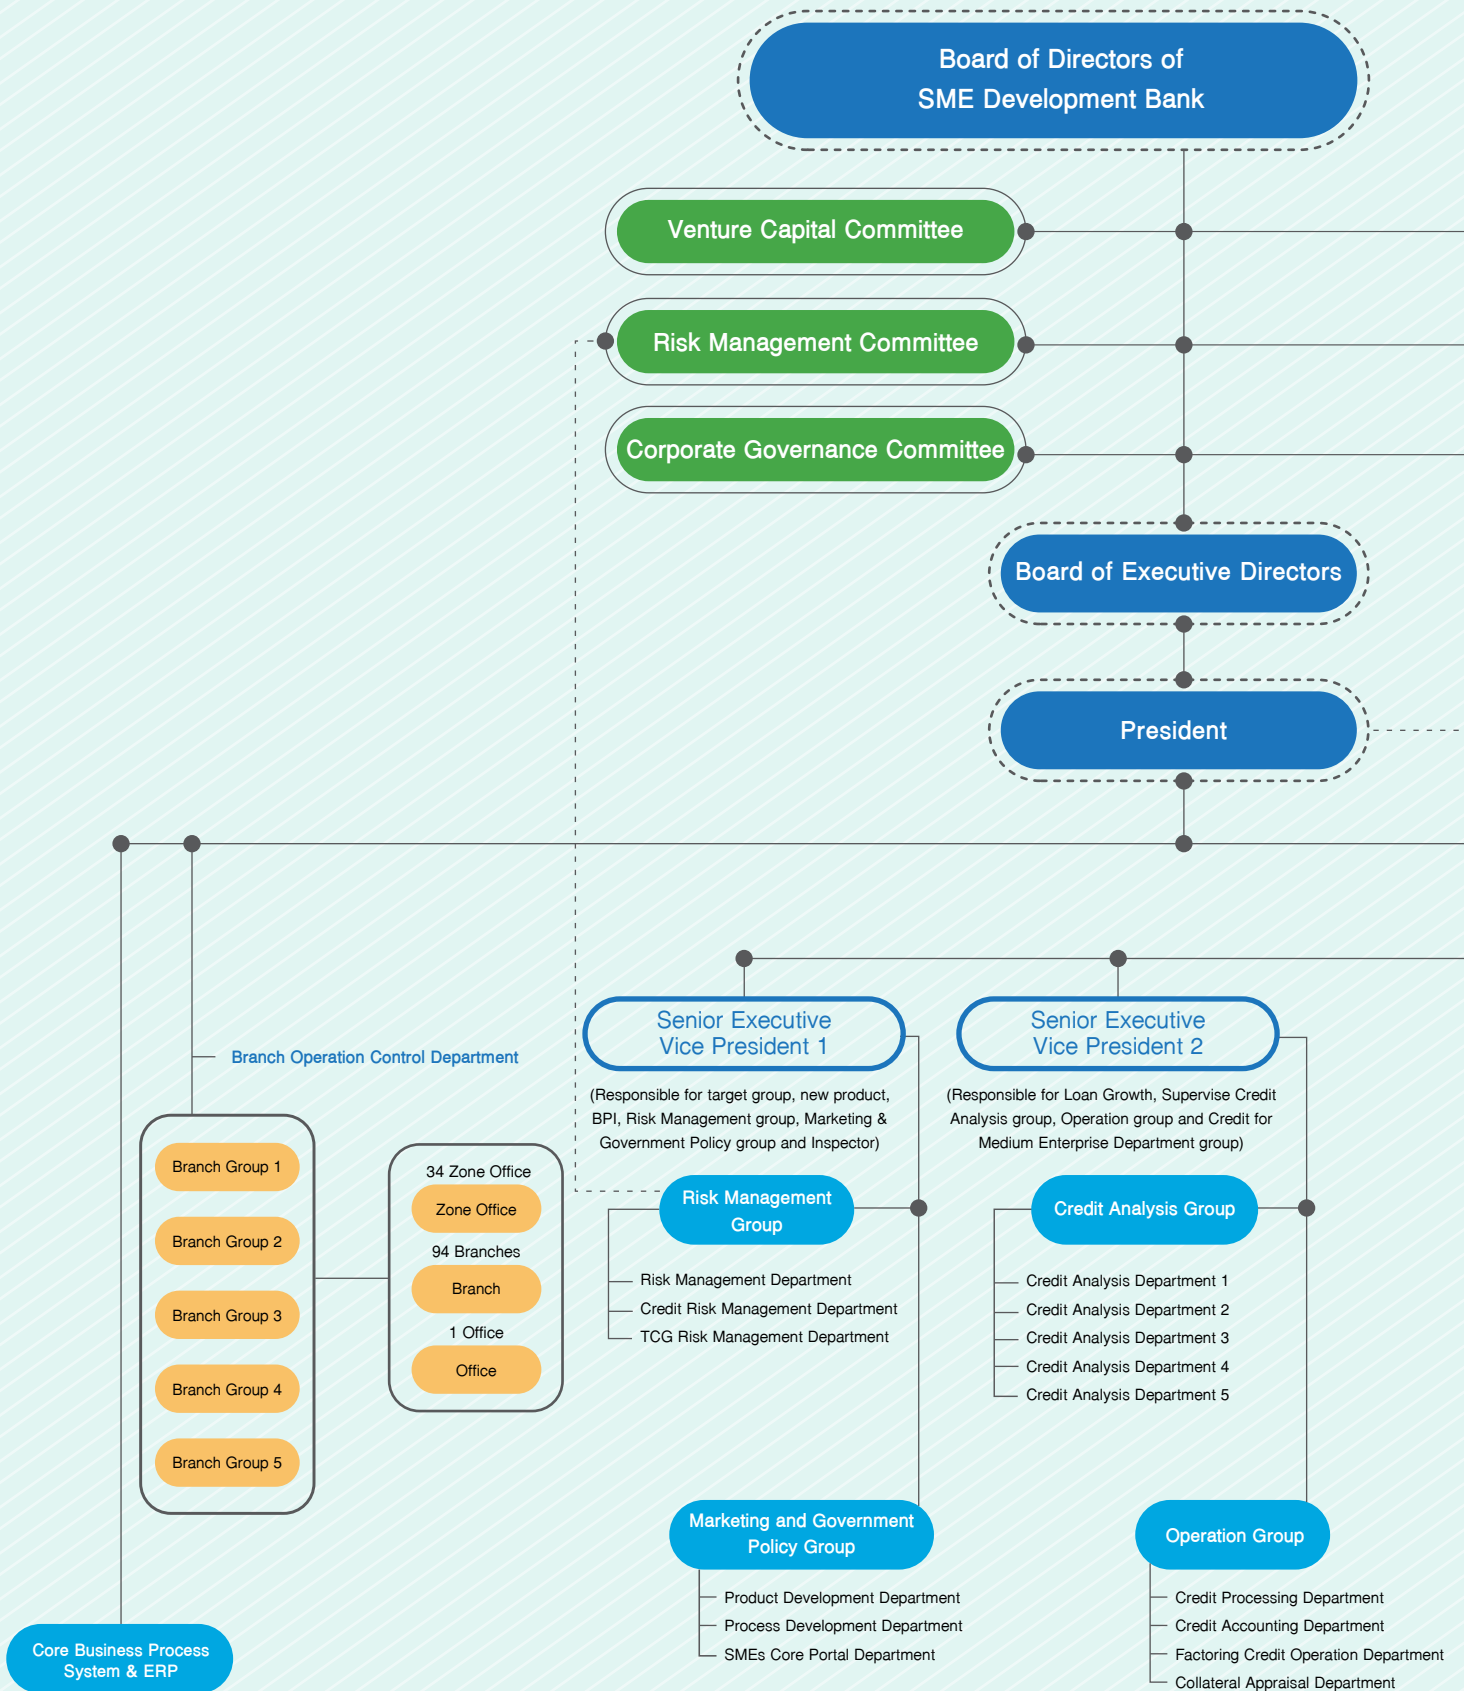 Board of Directors of
SME Development Bank
Venture Capital Committee
Risk Management Committee
Corporate Governance Committee
Board of Executive Directors
President
Branch Operation Control Department
Branch Group 1
Branch Group 2
Branch Group 3
Branch Group 4
Branch Group 5
34 Zone Office
Zone Office
94 Branches
Branch
1 Office
Office
Core Business Process
System & ERP
Senior Executive
Vice President 1
(Responsible for target group, new product,
BPI, Risk Management group, Marketing &
Government Policy group and Inspector)
Risk Management
Group
Risk Management Department
Credit Risk Management Department
TCG Risk Management Department
Marketing and Government
Policy Group
Product Development Department
Process Development Department
SMEs Core Portal Department
Senior Executive
Vice President 2
(Responsible for Loan Growth, Supervise Credit
Analysis group, Operation group and Credit for
Medium Enterprise Department group)
Credit Analysis Group
Credit Analysis Department 1
Credit Analysis Department 2
Credit Analysis Department 3
Credit Analysis Department 4
Credit Analysis Department 5
Operation Group
Credit Processing Department
Credit Accounting Department
Factoring Credit Operation Department
Collateral Appraisal Department